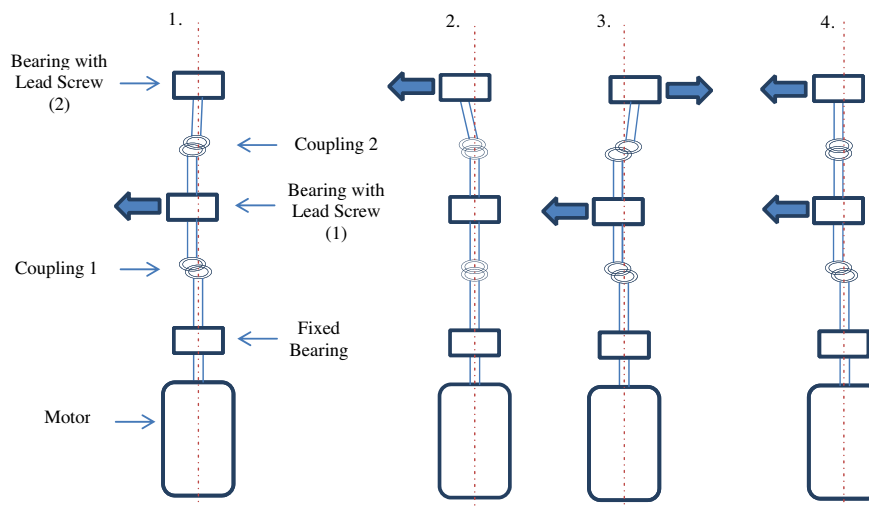 1.
2.
3.
4.
Bearing with
Lead Screw
(2)
Coupling 2
Bearing with
Lead Screw
(1)
Coupling 1
Fixed
Bearing
Motor